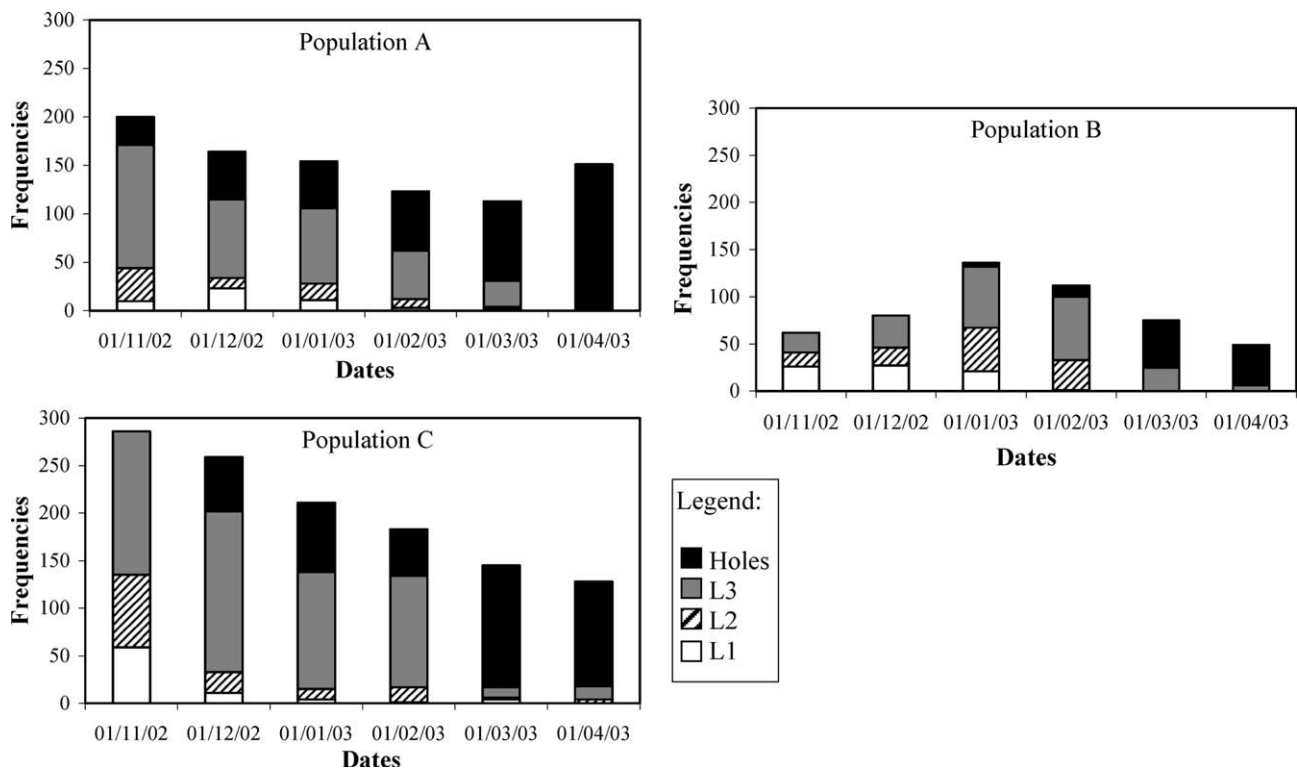 Population A
Frequencies
300
250
200
150
100
50
0
01/11/02 01/12/02 01/01/03 01/02/03 01/03/03 01/04/03
Dates
Population B
Frequencies
300
250
200
150
100
50
0
01/11/02 01/12/02 01/01/03 01/02/03 01/03/03 01/04/03
Dates
Population C
Frequencies
300
250
200
150
100
50
0
01/11/02 01/12/02 01/01/03 01/02/03 01/03/03 01/04/03
Dates
Legend:
Holes
L3
L2
L1